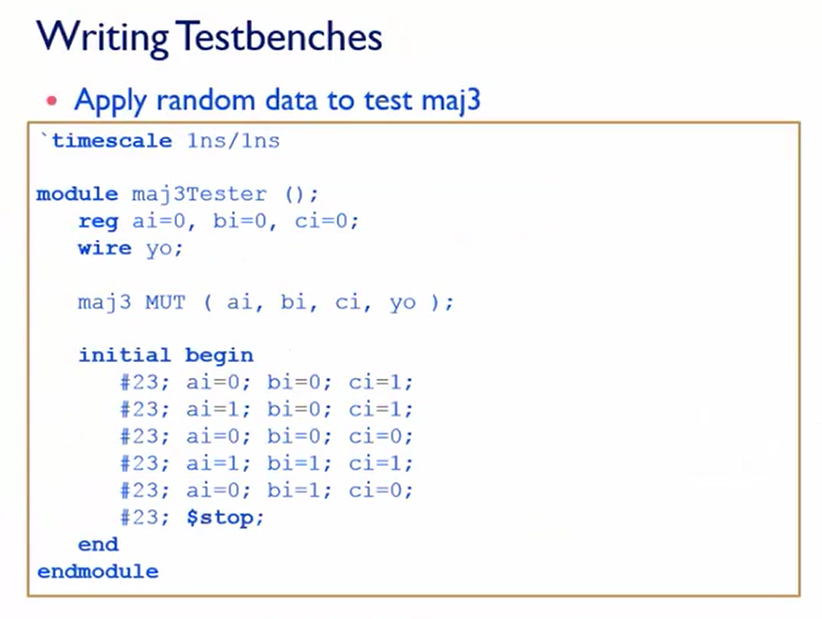 Writing Testbenches
• Apply random data to test maj3
`timescale 1ns/1ns
module maj3Tester ();
reg ai=0, bi=0, ci=0;
wire yo;
maj3 MUT ( ai, bi, ci, yo );
initial begin
#23; ai=0; bi=0; ci=1;
#23; ai=1; bi=0; ci=1;
#23; ai=0; bi=0; ci=0;
#23; ai=1; bi=1; ci=1;
#23; ai=0; bi=1; ci=0;
#23; $stop;
end
endmodule